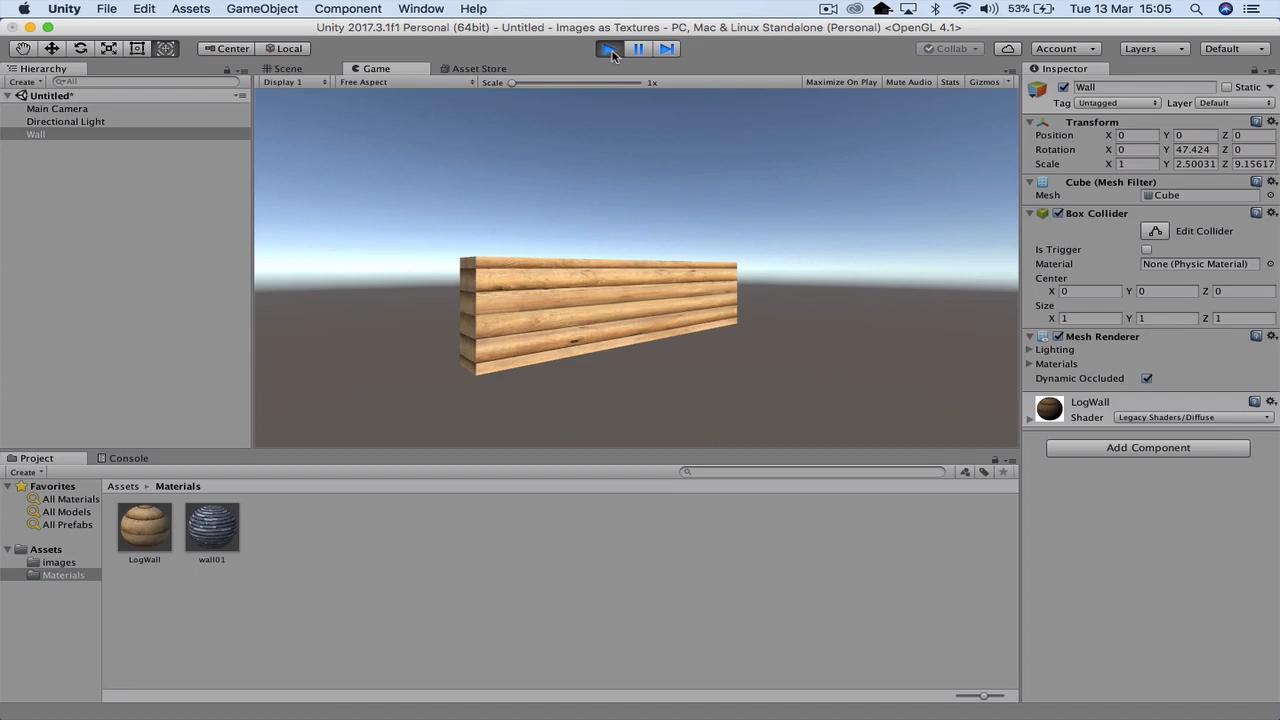 Unity File Edit Assets GameObject Component Window Help 53% Tue 13 Mar 15:05
Unity 2017.3.1f1 Personal (64bit) - Untitled - Images as Textures - PC, Mac & Linux Standalone (Personal) <OpenGL 4.1>
Center Local Collab Account Layers Default
Hierarchy
Create All
Untitled*
Main Camera
Directional Light
Wall
Scene Game Asset Store
Display 1 Free Aspect Scale 1x Maximize On Play Mute Audio Stats Gizmos
Inspector
Wall Static
Tag Untagged Layer Default
Transform
Position X 0 Y 0 Z 0
Rotation X 0 Y 47.424 Z 0
Scale X 1 Y 2.50031 Z 9.15617
Cube (Mesh Filter)
Mesh Cube
Box Collider
Edit Collider
Is Trigger
Material None (Physic Material)
Center
X 0 Y 0 Z 0
Size
X 1 Y 1 Z 1
Mesh Renderer
Lighting
Materials
Dynamic Occluded
LogWall
Shader Legacy Shaders/Diffuse
Add Component
Project Console
Create
Favorites
All Materials
All Models
All Prefabs
Assets
images
Materials
Assets Materials
LogWall wall01